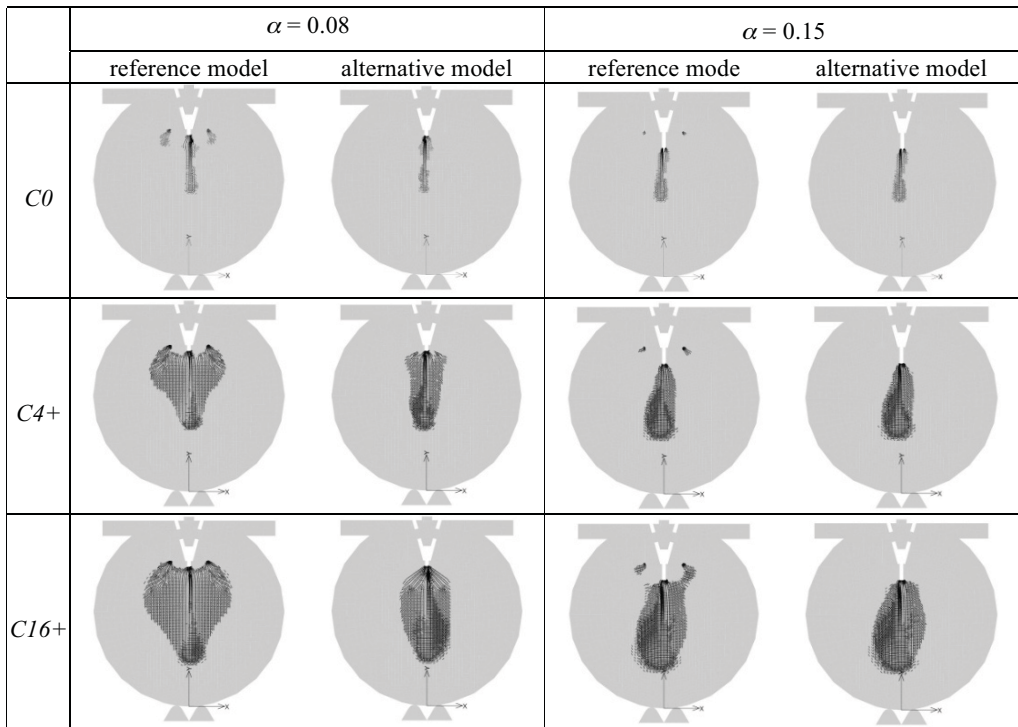 α = 0.08
α = 0.15
reference model
alternative model
reference mode
alternative model
C0
X
X
X
X
C4+
X
X
X
X
C16+
X
X
X
X